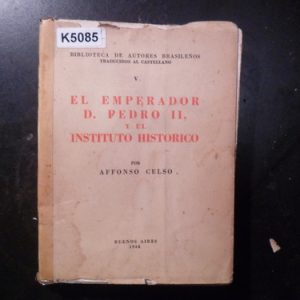 K5085
BIBLIOTECA DE AUTORES BRASILEÑOS
TRADUCIDOS AL CASTELLANO
V.
EL EMPERADOR
D. PEDRO II,
Y EL
INSTITUTO HISTORICO
POR
AFFONSO CELSO
BUENOS AIRES